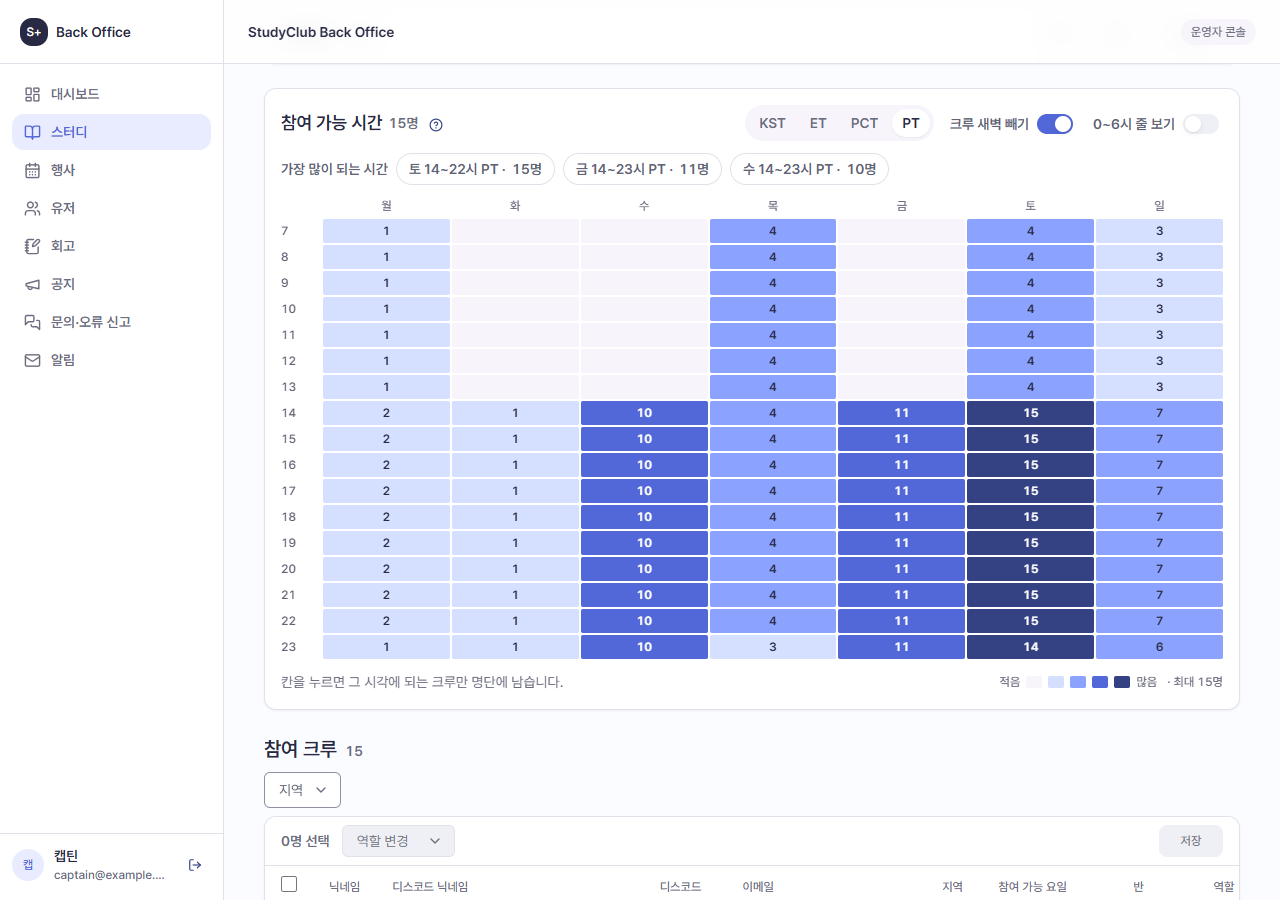 S+ Back Office
StudyClub Back Office
운영자 콘솔
대시보드
스터디
행사
유저
회고
공지
문의·오류 신고
알림
캡
캡틴
captain@example....
참여 가능 시간 15명
KST ET PCT PT
크루 새벽 빼기
0~6시 줄 보기
가장 많이 되는 시간
토 14~22시 PT · 15명
금 14~23시 PT · 11명
수 14~23시 PT · 10명
월 화 수 목 금 토 일
7 1 4 4 3
8 1 4 4 3
9 1 4 4 3
10 1 4 4 3
11 1 4 4 3
12 1 4 4 3
13 1 4 4 3
14 2 1 10 4 11 15 7
15 2 1 10 4 11 15 7
16 2 1 10 4 11 15 7
17 2 1 10 4 11 15 7
18 2 1 10 4 11 15 7
19 2 1 10 4 11 15 7
20 2 1 10 4 11 15 7
21 2 1 10 4 11 15 7
22 2 1 10 4 11 15 7
23 1 1 10 3 11 14 6
칸을 누르면 그 시각에 되는 크루만 명단에 남습니다.
적음 많음 · 최대 15명
참여 크루 15
지역
0명 선택
역할 변경
저장
닉네임 디스코드 닉네임 디스코드 이메일 지역 참여 가능 요일 반 역할